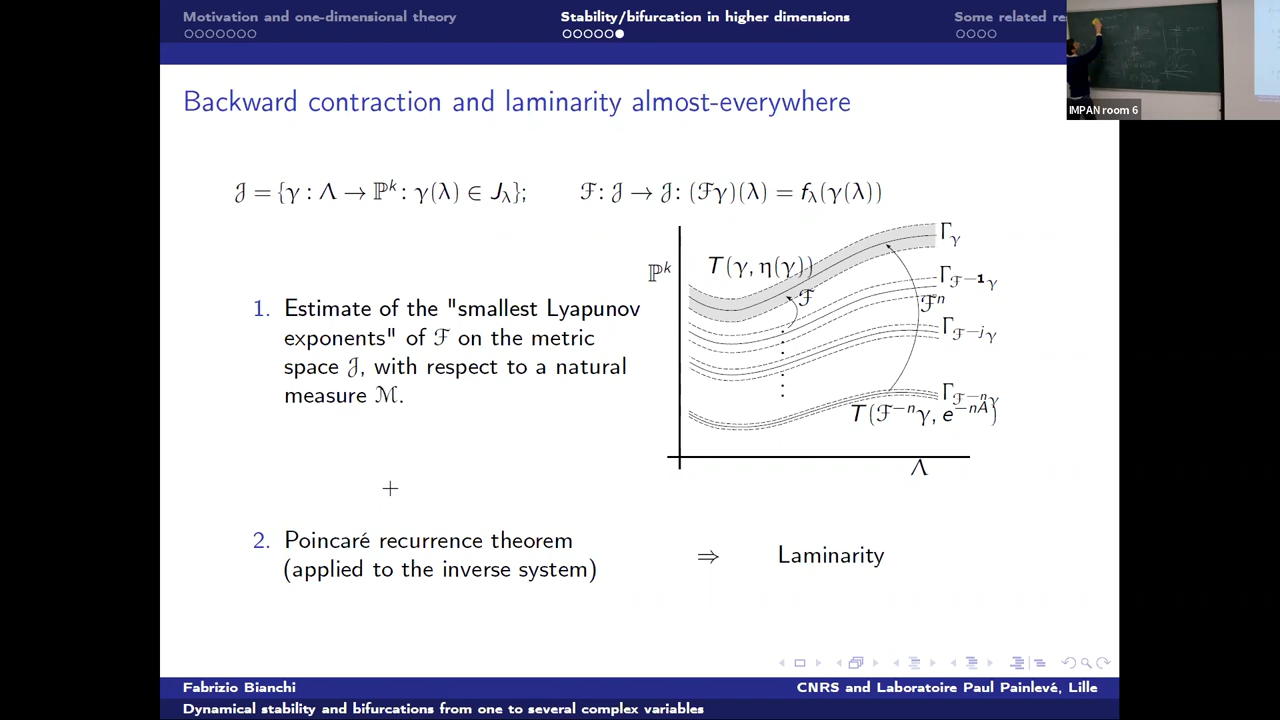 Motivation and one-dimensional theory
Stability/bifurcation in higher dimensions
Some related re
IMPAN room 6
Backward contraction and laminarity almost-everywhere
𝒥 = {γ : Λ → ℙᵏ : γ(λ) ∈ J_λ};   ℱ : 𝒥 → 𝒥 : (ℱγ)(λ) = f_λ(γ(λ))
1. Estimate of the "smallest Lyapunov
exponents" of ℱ on the metric
space 𝒥, with respect to a natural
measure ℳ.
+
2. Poincaré recurrence theorem
(applied to the inverse system)
⇒ Laminarity
ℙᵏ
T(γ, η(γ))
Γ_γ
ℱ
Γ_{ℱ^{-1}γ}
ℱⁿ
Γ_{ℱ^{-j}γ}
Γ_{ℱ^{-n}γ}
T(ℱ^{-n}γ, e^{-nA})
Λ
Fabrizio Bianchi
CNRS and Laboratoire Paul Painlevé, Lille
Dynamical stability and bifurcations from one to several complex variables